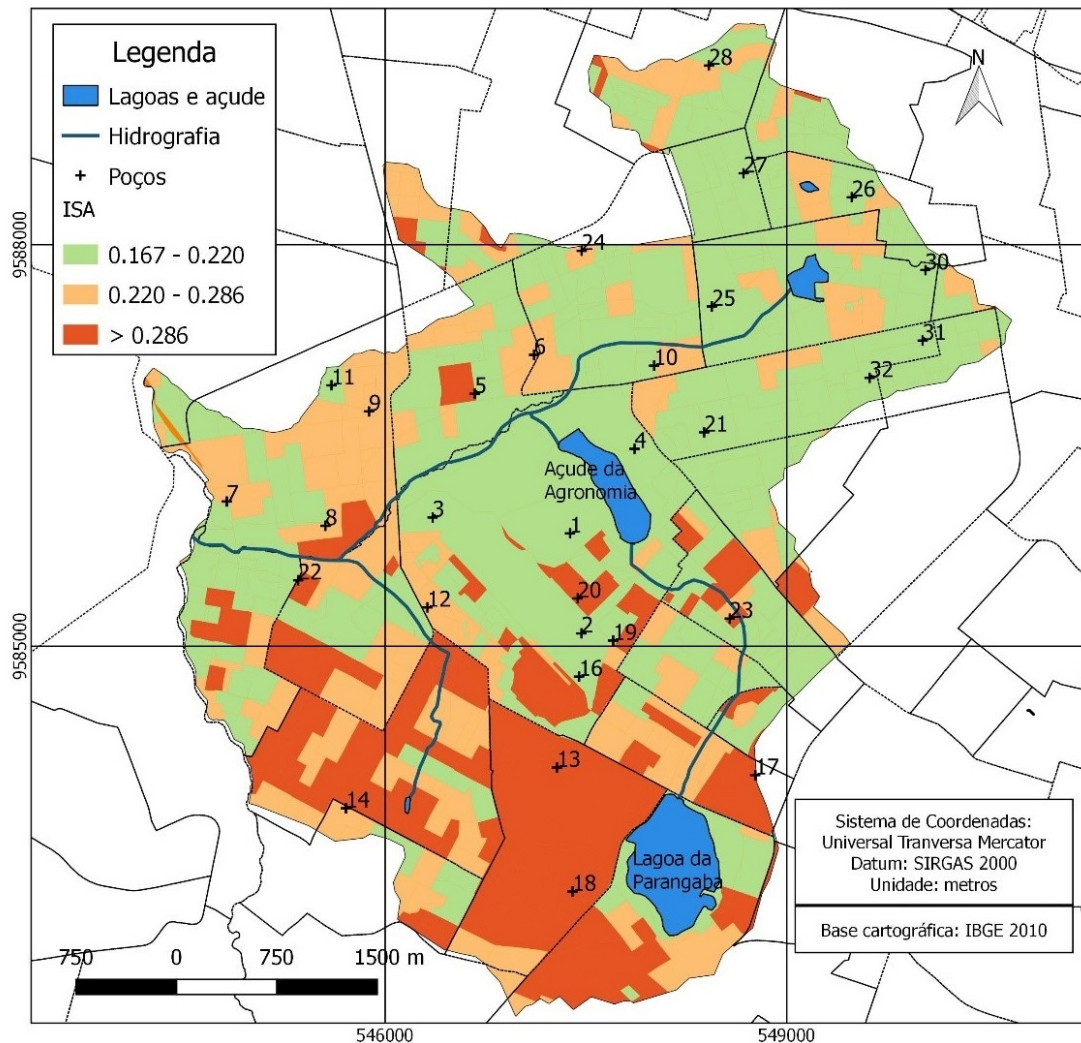 Legenda
Lagoas e açude
Hidrografia
Poços
ISA
0.167 - 0.220
0.220 - 0.286
> 0.286
N
28
27
26
9588000
24
30
25
31
6
10
32
11
5
9
21
4
Açude da
Agronomia
7
3
8
1
22
20
12
23
2
19
9585000
16
13
17
14
Sistema de Coordenadas:
Universal Tranversa Mercator
Datum: SIRGAS 2000
Unidade: metros
Lagoa da
Parangaba
18
Base cartográfica: IBGE 2010
750
0
750
1500 m
546000
549000